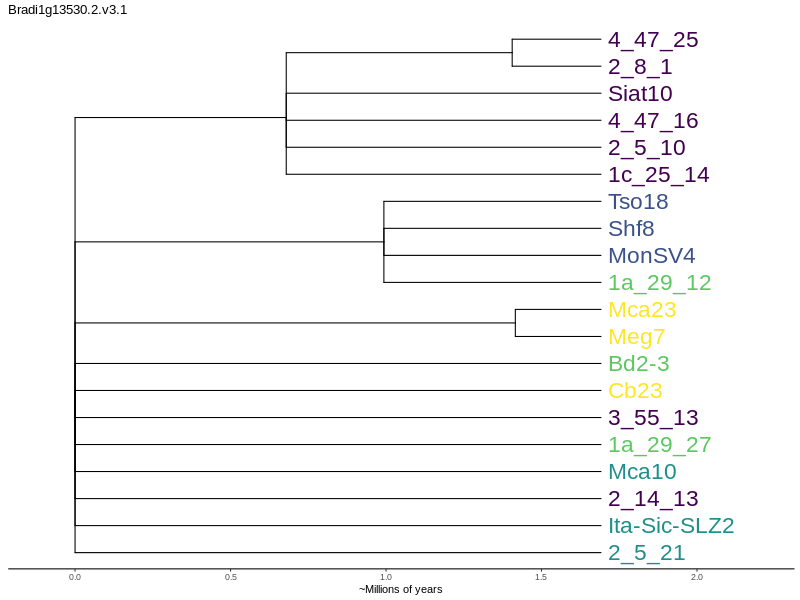 Bradi1g13530.2.v3.1
4_47_25
2_8_1
Siat10
4_47_16
2_5_10
1c_25_14
Tso18
Shf8
MonSV4
1a_29_12
Mca23
Meg7
Bd2-3
Cb23
3_55_13
1a_29_27
Mca10
2_14_13
Ita-Sic-SLZ2
2_5_21
0.0 0.5 1.0 1.5 2.0
~Millions of years